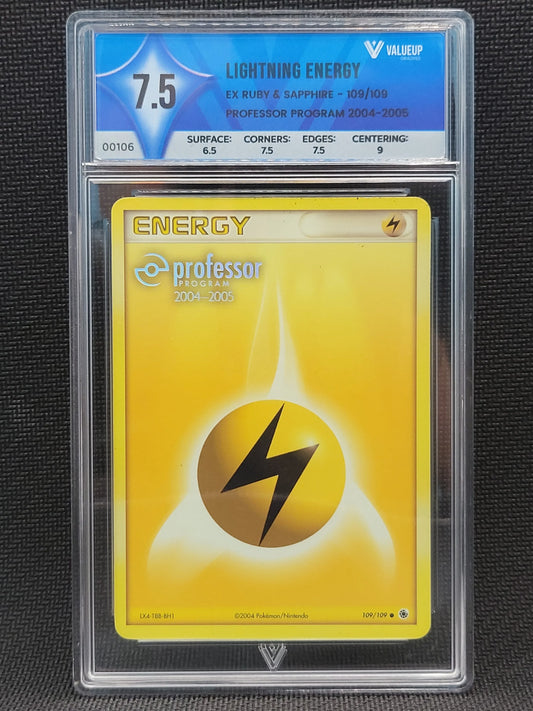 7.5
LIGHTNING ENERGY
VALUEUP
EX RUBY & SAPPHIRE - 109/109
PROFESSOR PROGRAM 2004-2005
00106
SURFACE: CORNERS: EDGES: CENTERING:
6.5 7.5 7.5 9
ENERGY
professor
PROGRAM
2004–2005
LX4-TBB-BH1 ©2004 Pokémon/Nintendo 109/109